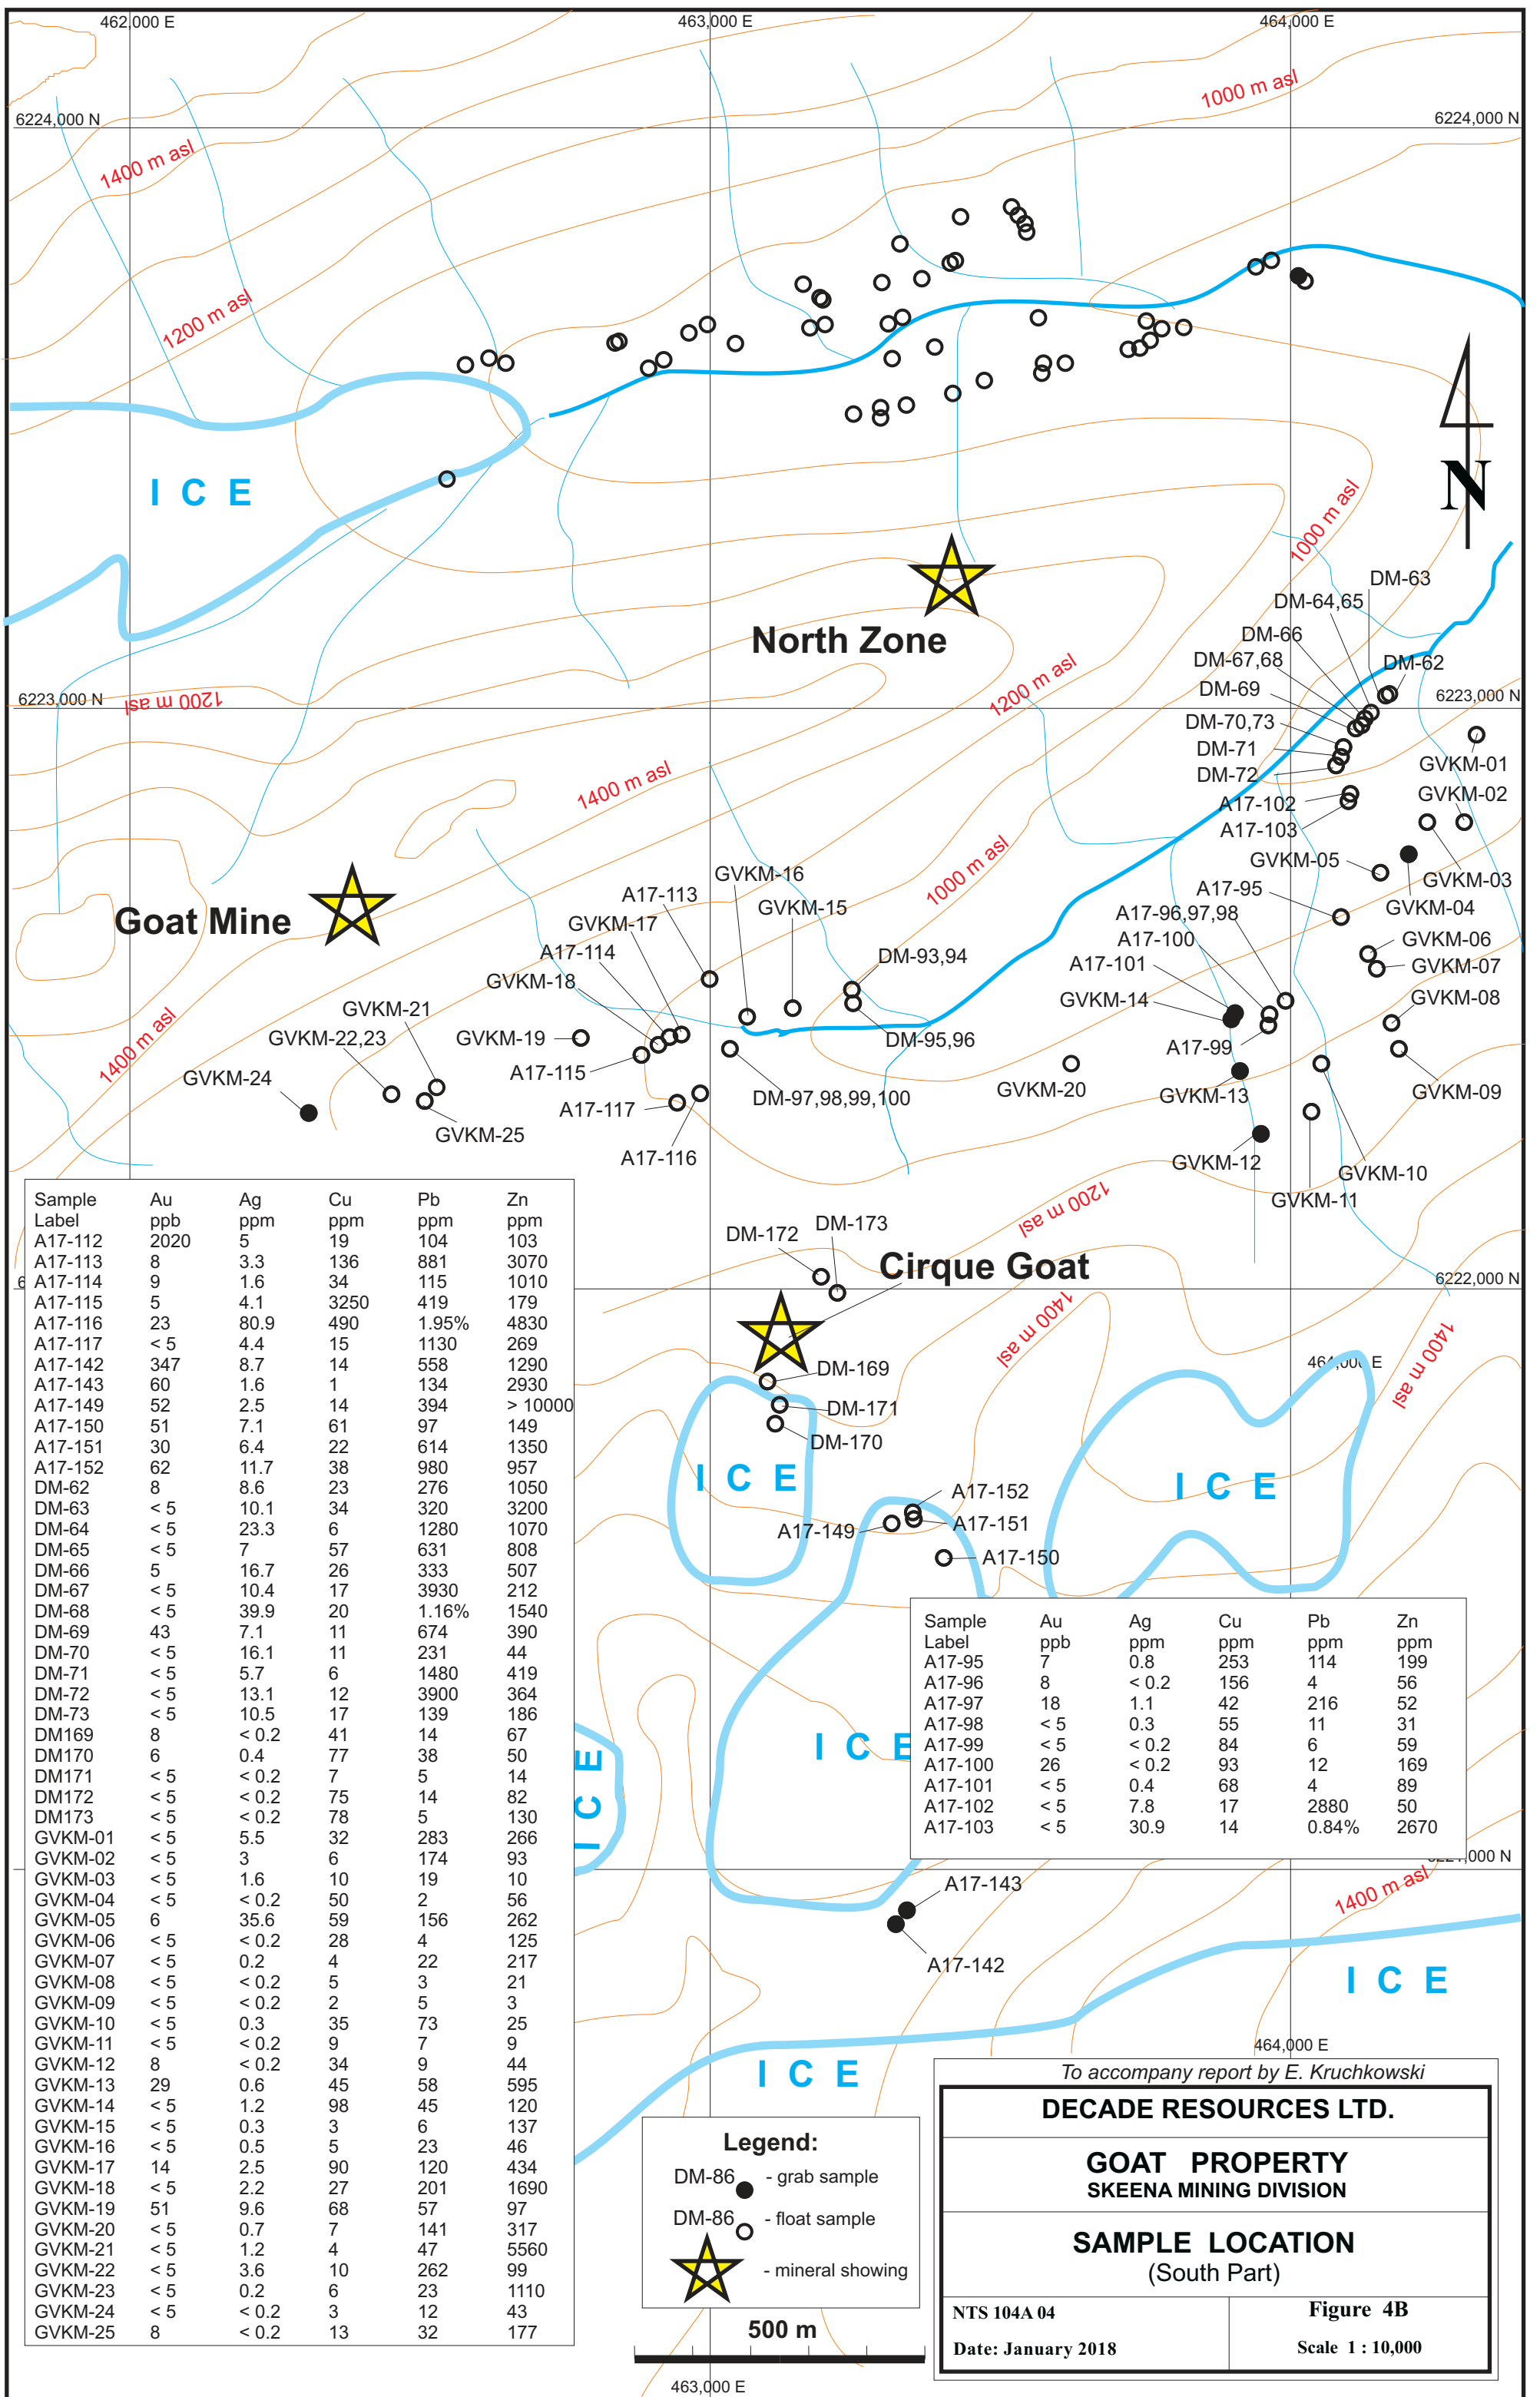 462,000 E
463,000 E
464,000 E
1000 m asl
6224,000 N
6224,000 N
1400 m asl
1200 m asl
I C E
N
1000 m asl
DM-63
DM-64,65
DM-66
North Zone
DM-67,68
DM-62
1200 m asl
DM-69
6223,000 N
6223,000 N
1200 m asl
DM-70,73
DM-71
GVKM-01
1400 m asl
DM-72
GVKM-02
A17-102
A17-103
1000 m asl
GVKM-05
GVKM-16
GVKM-03
A17-113
A17-95
GVKM-15
GVKM-04
Goat Mine
GVKM-17
A17-96,97,98
A17-100
GVKM-06
A17-114
DM-93,94
A17-101
GVKM-07
GVKM-18
GVKM-14
GVKM-08
GVKM-21
1400 m asl
GVKM-22,23
GVKM-19
DM-95,96
A17-99
A17-115
GVKM-24
GVKM-20
GVKM-09
GVKM-13
DM-97,98,99,100
A17-117
GVKM-25
A17-116
GVKM-12
GVKM-10
GVKM-11
1200 m asl
DM-172
DM-173
Cirque Goat
6222,000 N
6
1400 m asl
1400 m asl
464,000 E
DM-169
DM-171
DM-170
I C E
I C E
A17-152
A17-149
A17-151
A17-150
Sample Au Ag Cu Pb Zn
Label ppb ppm ppm ppm ppm
A17-112 2020 5 19 104 103
A17-113 8 3.3 136 881 3070
A17-114 9 1.6 34 115 1010
A17-115 5 4.1 3250 419 179
A17-116 23 80.9 490 1.95% 4830
A17-117 < 5 4.4 15 1130 269
A17-142 347 8.7 14 558 1290
A17-143 60 1.6 1 134 2930
A17-149 52 2.5 14 394 > 10000
A17-150 51 7.1 61 97 149
A17-151 30 6.4 22 614 1350
A17-152 62 11.7 38 980 957
DM-62 8 8.6 23 276 1050
DM-63 < 5 10.1 34 320 3200
DM-64 < 5 23.3 6 1280 1070
DM-65 < 5 7 57 631 808
DM-66 5 16.7 26 333 507
DM-67 < 5 10.4 17 3930 212
DM-68 < 5 39.9 20 1.16% 1540
DM-69 43 7.1 11 674 390
DM-70 < 5 16.1 11 231 44
DM-71 < 5 5.7 6 1480 419
DM-72 < 5 13.1 12 3900 364
DM-73 < 5 10.5 17 139 186
DM169 8 < 0.2 41 14 67
DM170 6 0.4 77 38 50
DM171 < 5 < 0.2 7 5 14
DM172 < 5 < 0.2 75 14 82
DM173 < 5 < 0.2 78 5 130
GVKM-01 < 5 5.5 32 283 266
GVKM-02 < 5 3 6 174 93
GVKM-03 < 5 1.6 10 19 10
GVKM-04 < 5 < 0.2 50 2 56
GVKM-05 6 35.6 59 156 262
GVKM-06 < 5 < 0.2 28 4 125
GVKM-07 < 5 0.2 4 22 217
GVKM-08 < 5 < 0.2 5 3 21
GVKM-09 < 5 < 0.2 2 5 3
GVKM-10 < 5 0.3 35 73 25
GVKM-11 < 5 < 0.2 9 7 9
GVKM-12 8 < 0.2 34 9 44
GVKM-13 29 0.6 45 58 595
GVKM-14 < 5 1.2 98 45 120
GVKM-15 < 5 0.3 3 6 137
GVKM-16 < 5 0.5 5 23 46
GVKM-17 14 2.5 90 120 434
GVKM-18 < 5 2.2 27 201 1690
GVKM-19 51 9.6 68 57 97
GVKM-20 < 5 0.7 7 141 317
GVKM-21 < 5 1.2 4 47 5560
GVKM-22 < 5 3.6 10 262 99
GVKM-23 < 5 0.2 6 23 1110
GVKM-24 < 5 < 0.2 3 12 43
GVKM-25 8 < 0.2 13 32 177
Sample Au Ag Cu Pb Zn
Label ppb ppm ppm ppm ppm
A17-95 7 0.8 253 114 199
A17-96 8 < 0.2 156 4 56
A17-97 18 1.1 42 216 52
A17-98 < 5 0.3 55 11 31
A17-99 < 5 < 0.2 84 6 59
A17-100 26 < 0.2 93 12 169
A17-101 < 5 0.4 68 4 89
A17-102 < 5 7.8 17 2880 50
A17-103 < 5 30.9 14 0.84% 2670
I C E
I C E
,000 N
1400 m asl
A17-143
A17-142
I C E
464,000 E
I C E
Legend:
DM-86 - grab sample
DM-86 - float sample
- mineral showing
500 m
463,000 E
To accompany report by E. Kruchkowski
DECADE RESOURCES LTD.
GOAT PROPERTY
SKEENA MINING DIVISION
SAMPLE LOCATION
(South Part)
NTS 104A 04
Date: January 2018
Figure 4B
Scale 1 : 10,000